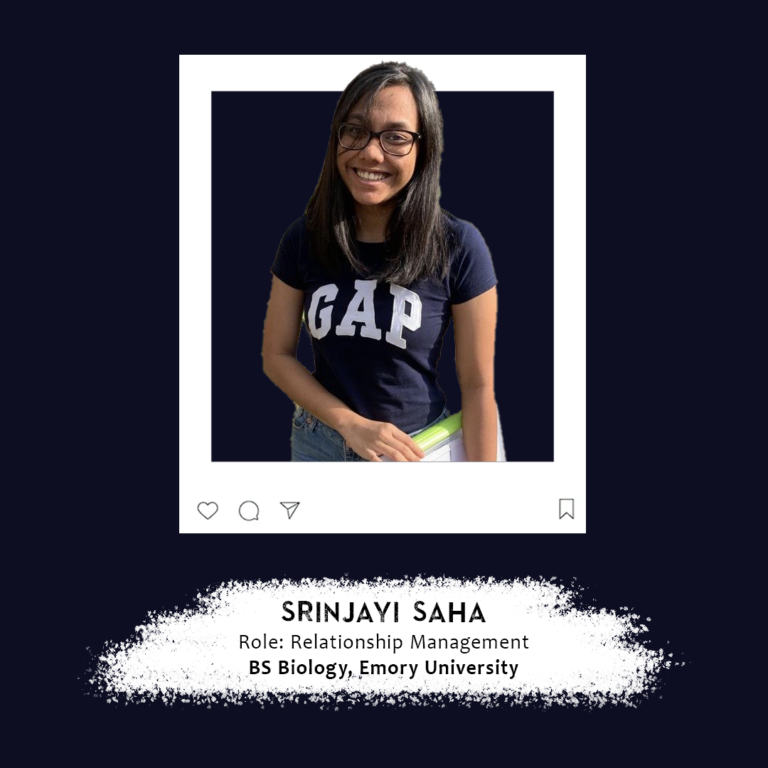 GAP
SRINJAYI SAHA
Role: Relationship Management
BS Biology, Emory University